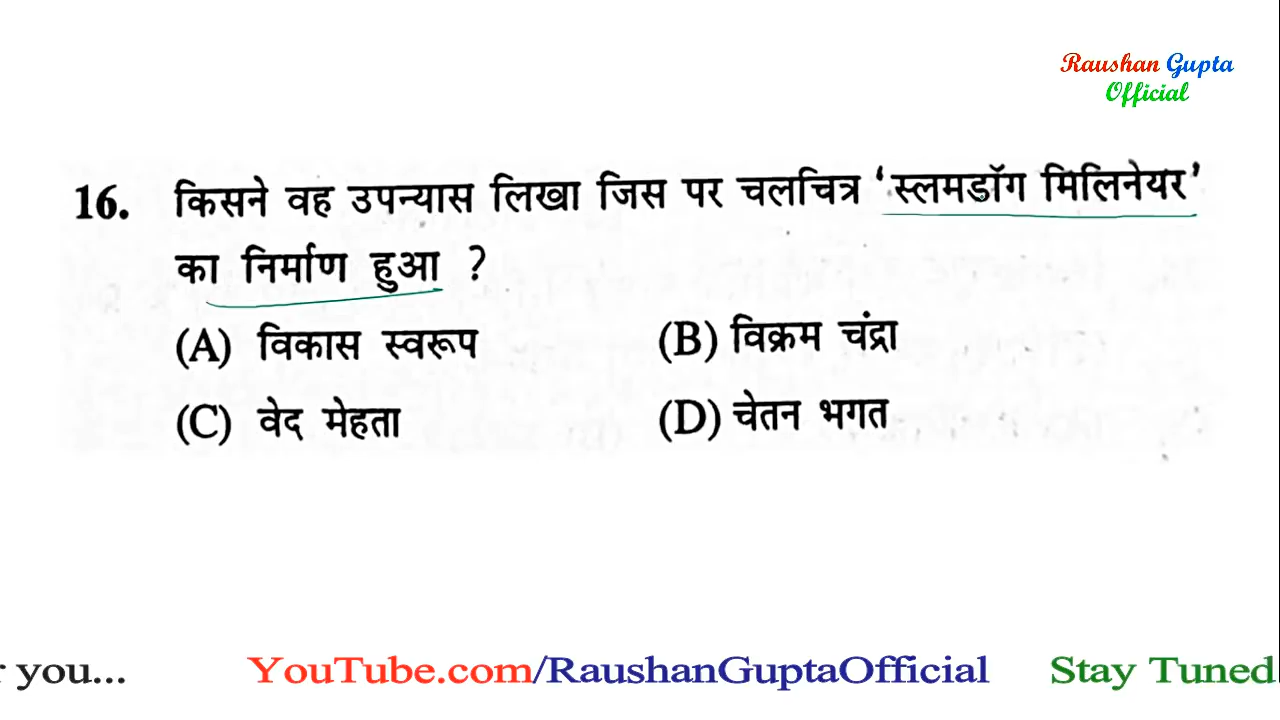 Raushan Gupta
Official
16. किसने वह उपन्यास लिखा जिस पर चलचित्र ‘स्लमडॉग मिलिनेयर’
का निर्माण हुआ ?
(A) विकास स्वरूप (B) विक्रम चंद्रा
(C) वेद मेहता (D) चेतन भगत
you... YouTube.com/RaushanGuptaOfficial Stay Tuned